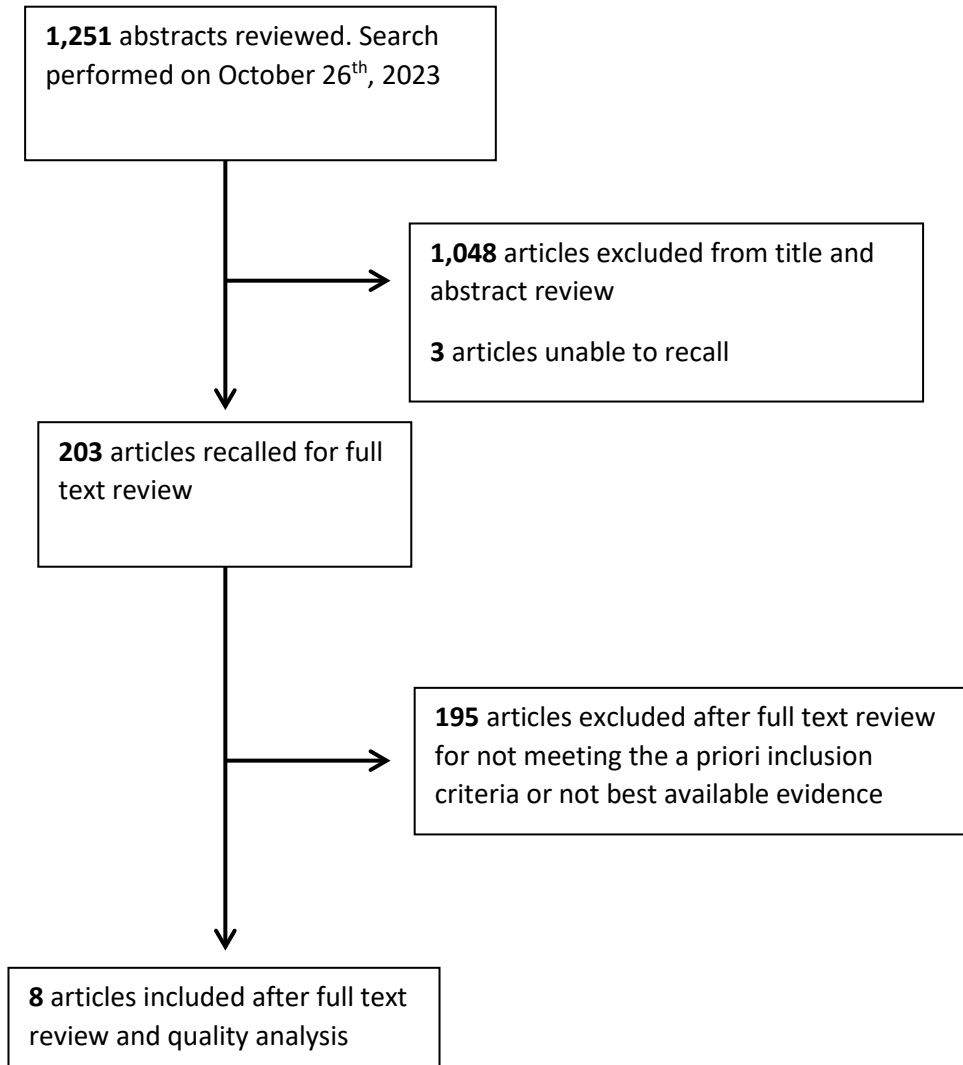 1,251 abstracts reviewed. Search
performed on October 26th, 2023
1,048 articles excluded from title and
abstract review
3 articles unable to recall
203 articles recalled for full
text review
195 articles excluded after full text review
for not meeting the a priori inclusion
criteria or not best available evidence
8 articles included after full text
review and quality analysis